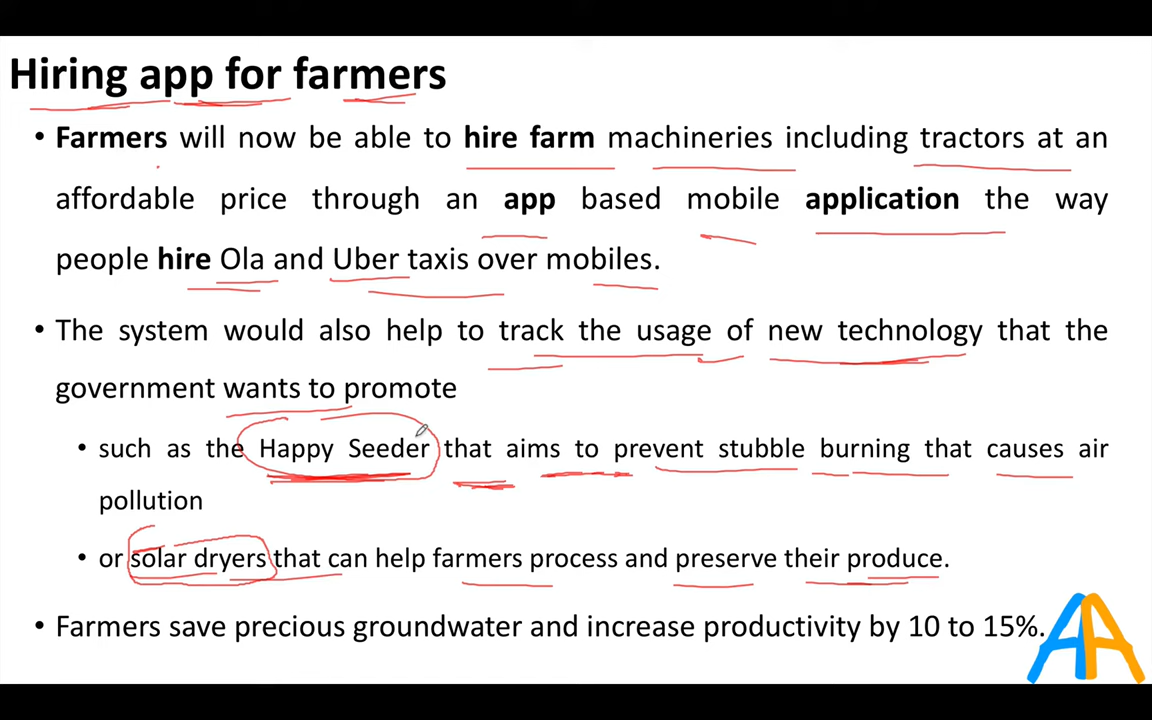 Hiring app for farmers
• Farmers will now be able to hire farm machineries including tractors at an
affordable price through an app based mobile application the way
people hire Ola and Uber taxis over mobiles.
• The system would also help to track the usage of new technology that the
government wants to promote
• such as the Happy Seeder that aims to prevent stubble burning that causes air
pollution
• or solar dryers that can help farmers process and preserve their produce.
• Farmers save precious groundwater and increase productivity by 10 to 15%.
AA